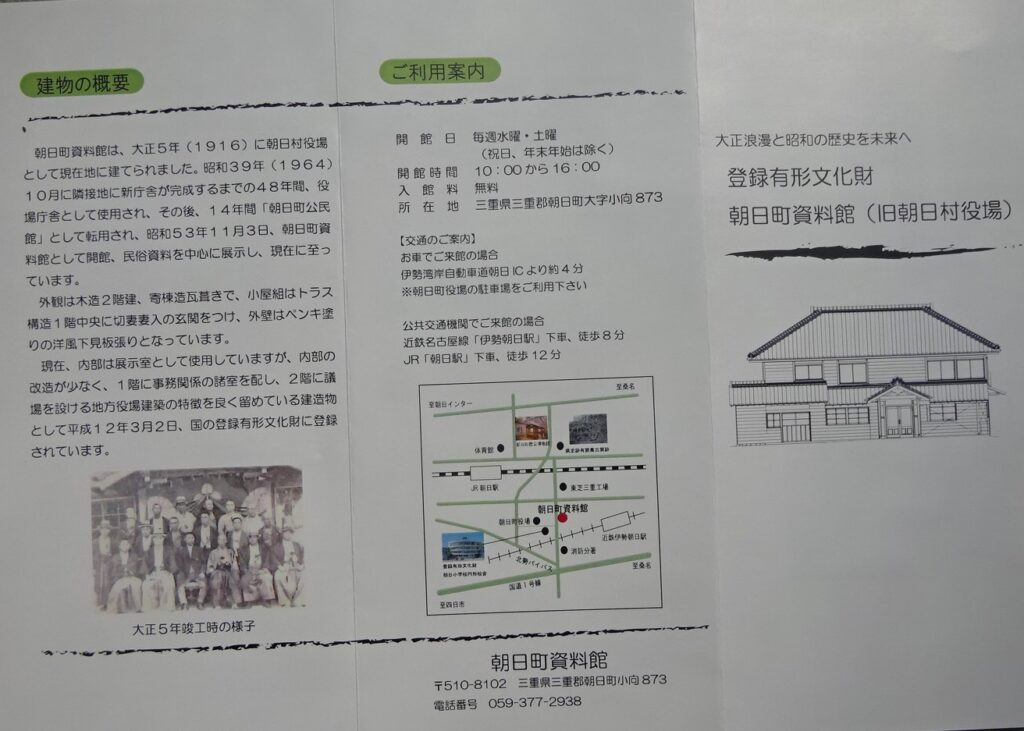 建物の概要
朝日町資料館は、大正5年（1916）に朝日村役場
として現在地に建てられました。昭和39年（1964）
10月に隣接地に新庁舎が完成するまでの48年間、役
場庁舎として使用され、その後、14年間「朝日町公民
館」として転用され、昭和53年11月3日、朝日町資
料館として開館、民俗資料を中心に展示し、現在に至っ
ています。
外観は木造2階建、寄棟造瓦葺きで、小屋組はトラス
構造1階中央に切妻妻入の玄関をつけ、外壁はペンキ塗
りの洋風下見板張りとなっています。
現在、内部は展示室として使用していますが、内部の
改造が少なく、1階に事務関係の諸室を配し、2階に議
場を設ける地方役場建築の特徴を良く留めている建造物
として平成12年3月2日、国の登録有形文化財に登録
されています。
大正5年竣工時の様子
ご利用案内
開館日 毎週水曜・土曜
（祝日、年末年始は除く）
開館時間 10：00から16：00
入館料 無料
所在地 三重県三重郡朝日町大字小向873
【交通のご案内】
お車でご来館の場合
伊勢湾岸自動車道朝日ICより約4分
※朝日町役場の駐車場をご利用下さい
公共交通機関でご来館の場合
近鉄名古屋線「伊勢朝日駅」下車、徒歩8分
JR「朝日駅」下車、徒歩12分
至桑名
至朝日インター
体育館
JR朝日駅
東芝三重工場
朝日町資料館
朝日町役場
近鉄伊勢朝日駅
消防分署
北勢バイパス
至桑名
国道1号線
至四日市
朝日町資料館
〒510-8102 三重県三重郡朝日町小向873
電話番号 059-377-2938
大正浪漫と昭和の歴史を未来へ
登録有形文化財
朝日町資料館（旧朝日村役場）